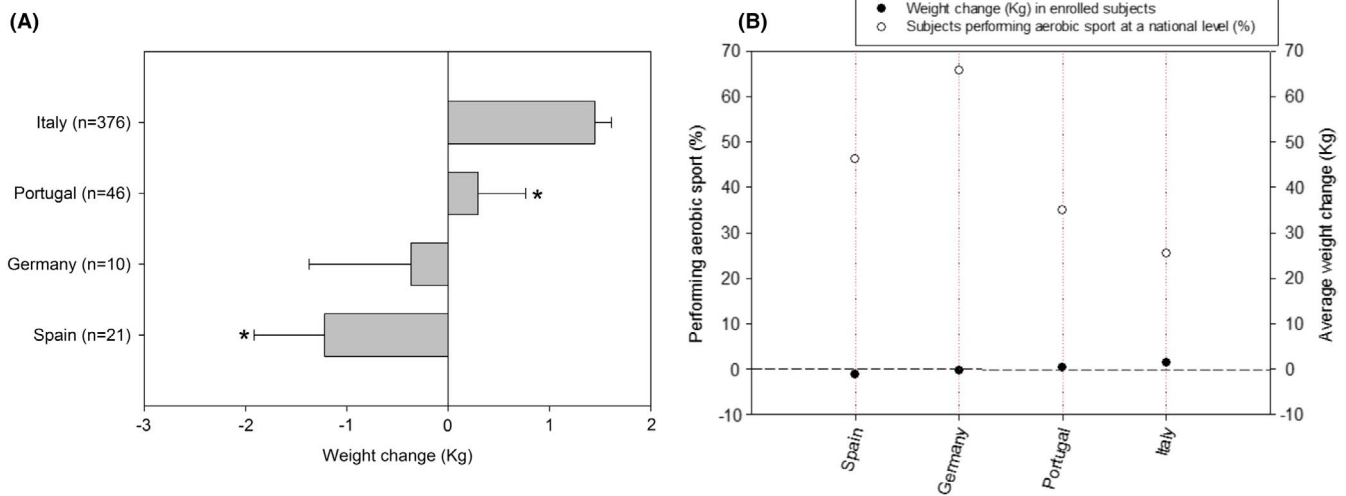 (A)
Italy (n=376)
Portugal (n=46)
*
Germany (n=10)
Spain (n=21)
*
-3 -2 -1 0 1 2
Weight change (Kg)
(B)
Weight change (Kg) in enrolled subjects
Subjects performing aerobic sport at a national level (%)
Performing aerobic sport (%)
70 70
60 60
50 50
40 40
30 30
20 20
10 10
0 0
-10 -10
Average weight change (Kg)
Spain
Germany
Portugal
Italy